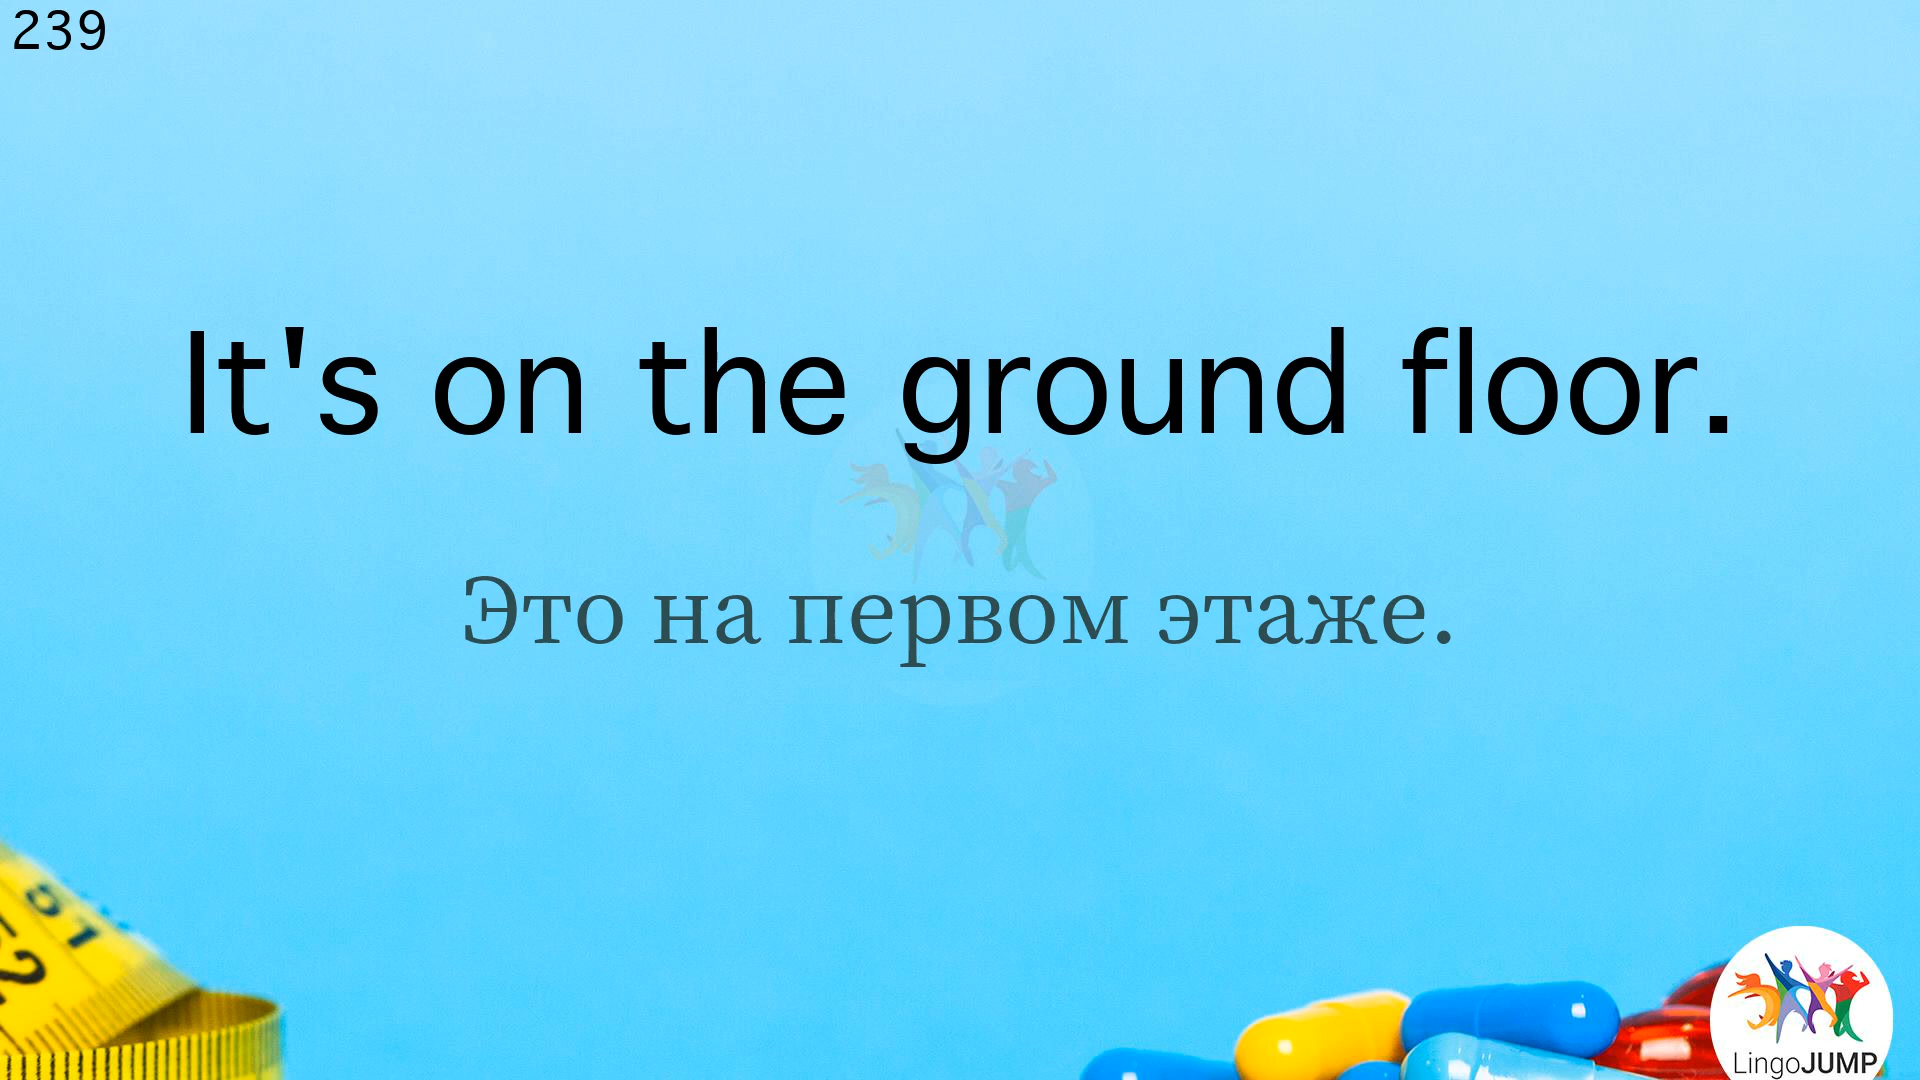 239
It's on the ground floor.
Это на первом этаже.
LingoJUMP